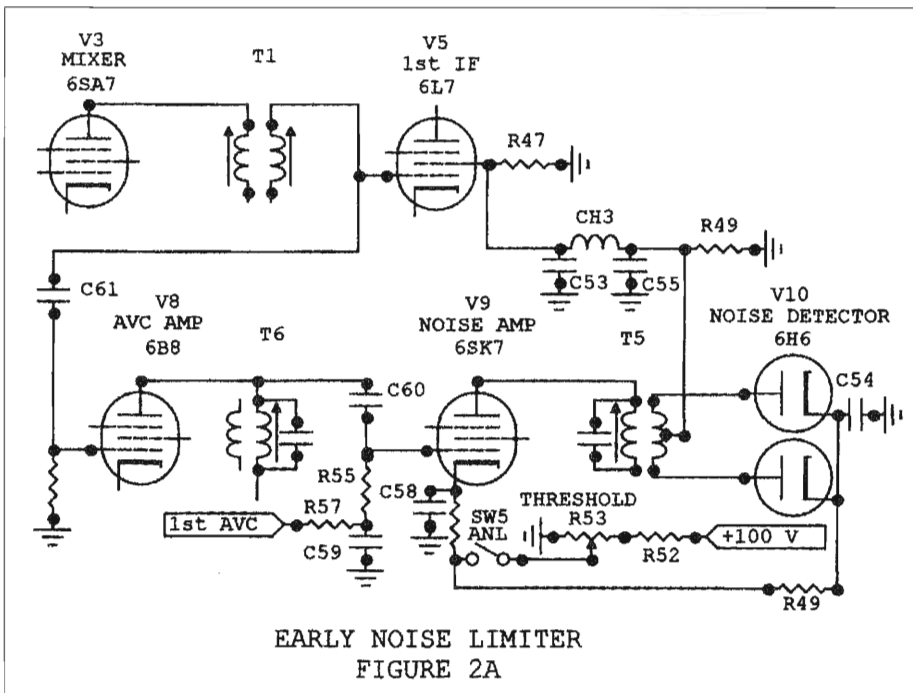 V3
MIXER
6SA7
T1
V5
1st IF
6L7
R47
CH3
R49
C53
C55
C61
V8
AVC AMP
6B8
T6
V9
NOISE AMP
6SK7
T5
V10
NOISE DETECTOR
6H6
C60
C54
R55
C58
THRESHOLD
R57
SW5
ANL
R53
1st AVC
C59
R52
+100 V
R49
EARLY NOISE LIMITER
FIGURE 2A